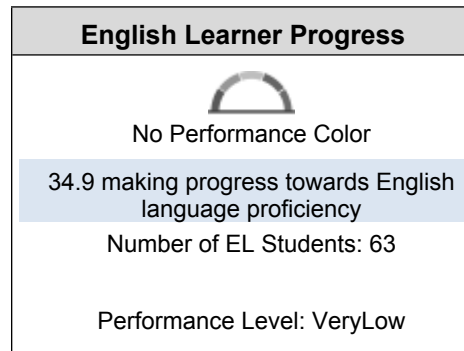 English Learner Progress
No Performance Color
34.9 making progress towards English
language proficiency
Number of EL Students: 63
Performance Level: VeryLow